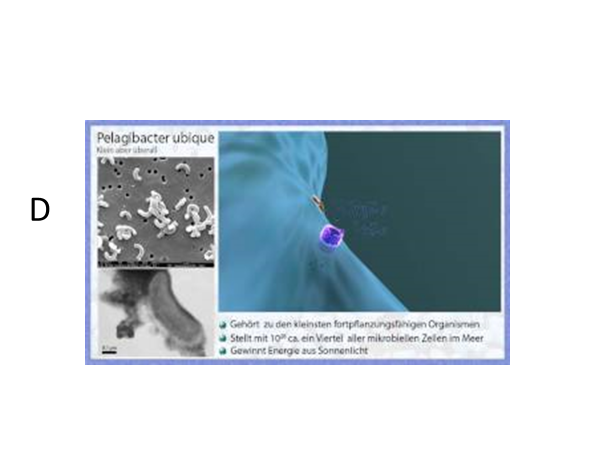 D
Pelagibacter ubique
Klein aber überall
Gehört zu den kleinsten fortpflanzungsfähigen Organismen
Stellt mit 10²⁸ ca. ein Viertel aller mikrobiellen Zellen im Meer
Gewinnt Energie aus Sonnenlicht